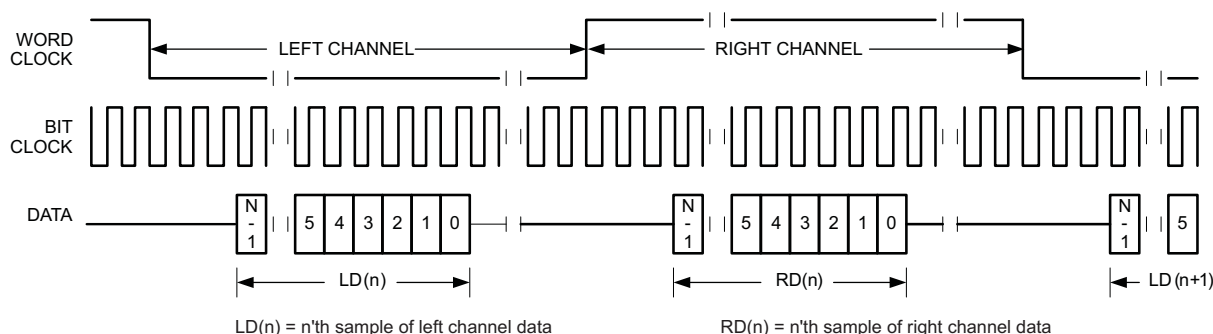 WORD
CLOCK
LEFT CHANNEL
RIGHT CHANNEL
BIT
CLOCK
DATA
N
-
1
5 4 3 2 1 0
N
-
1
5 4 3 2 1 0
N
-
1
5
LD(n)
RD(n)
LD (n+1)
LD(n) = n'th sample of left channel data
RD(n) = n'th sample of right channel data